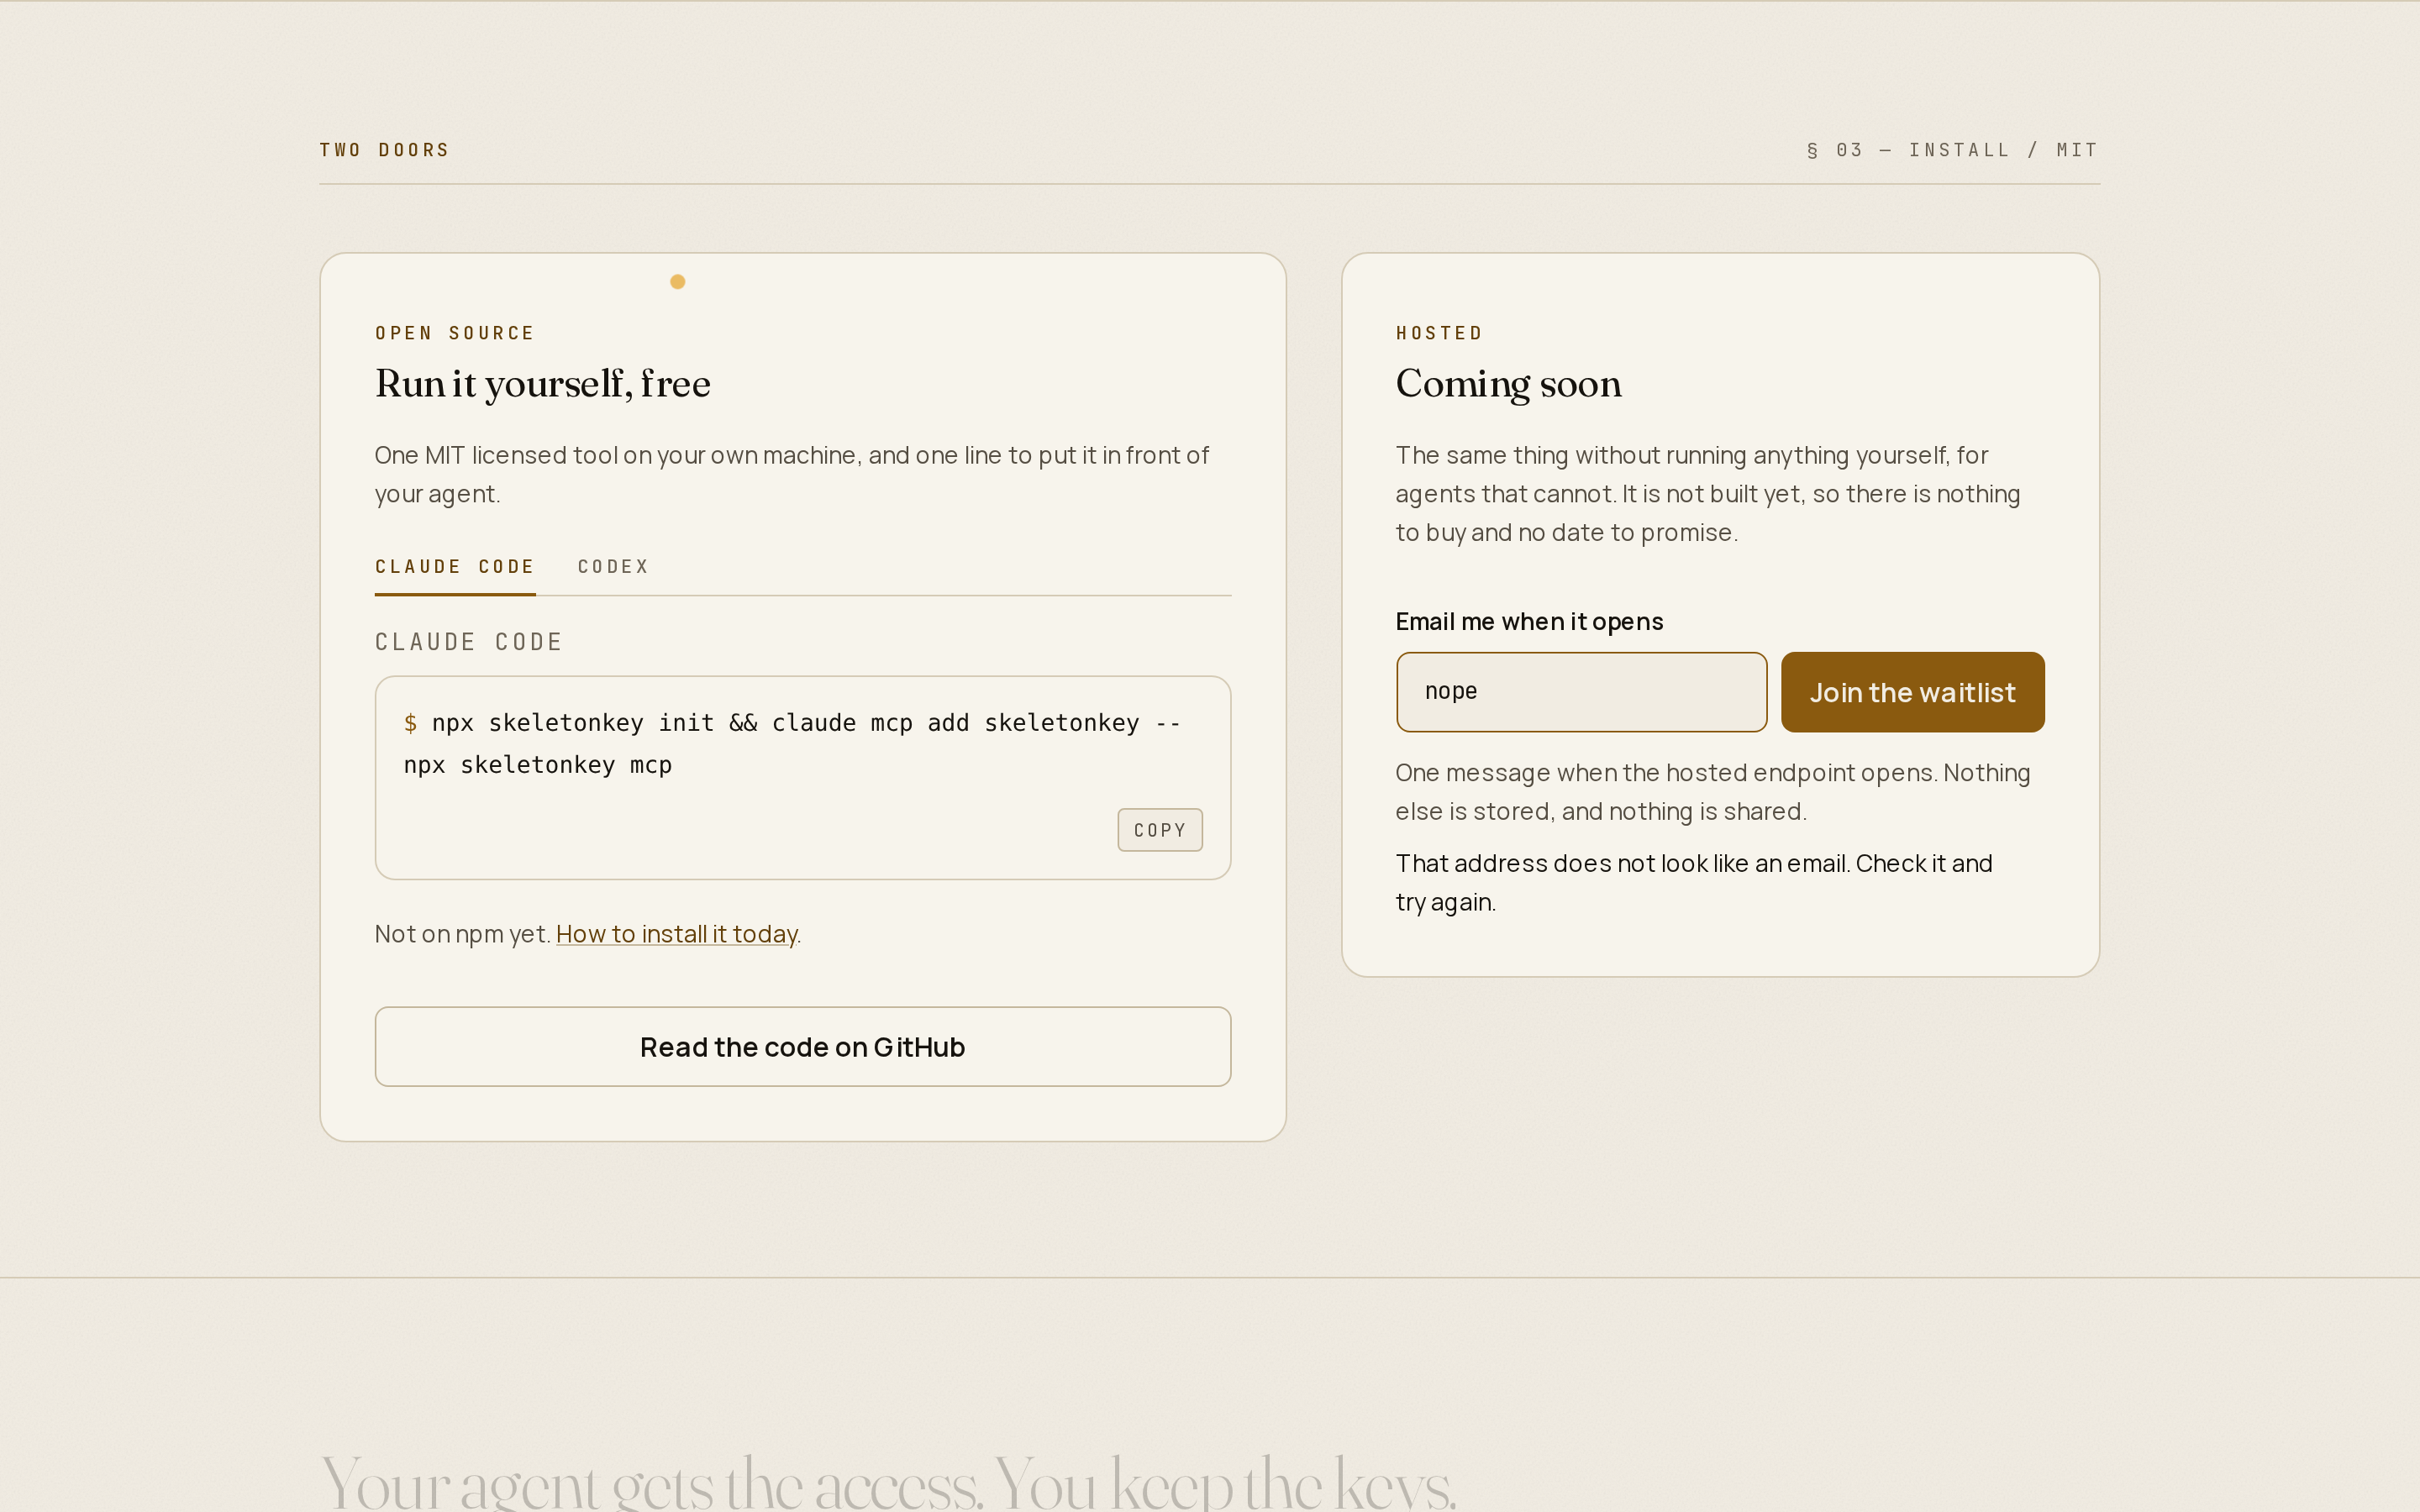 TWO DOORS
§ 03 — INSTALL / MIT
OPEN SOURCE
Run it yourself, free
One MIT licensed tool on your own machine, and one line to put it in front of
your agent.
CLAUDE CODE
CODEX
CLAUDE CODE
$ npx skeletonkey init && claude mcp add skeletonkey --
npx skeletonkey mcp
COPY
Not on npm yet. How to install it today.
Read the code on GitHub
HOSTED
Coming soon
The same thing without running anything yourself, for
agents that cannot. It is not built yet, so there is nothing
to buy and no date to promise.
Email me when it opens
nope
Join the waitlist
One message when the hosted endpoint opens. Nothing
else is stored, and nothing is shared.
That address does not look like an email. Check it and
try again.
Your agent gets the access. You keep the keys.